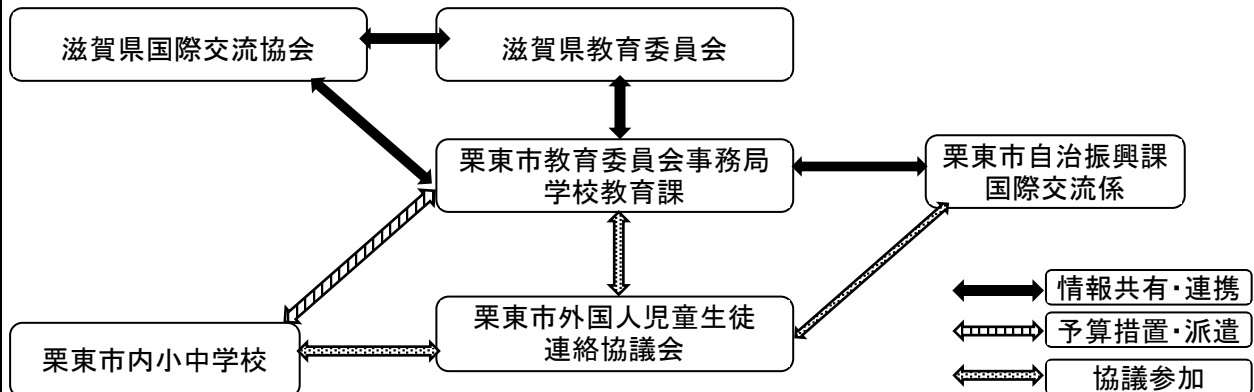 滋賀県国際交流協会
滋賀県教育委員会
栗東市教育委員会事務局
学校教育課
栗東市自治振興課
国際交流係
栗東市外国人児童生徒
連絡協議会
栗東市内小中学校
情報共有・連携
予算措置・派遣
協議参加